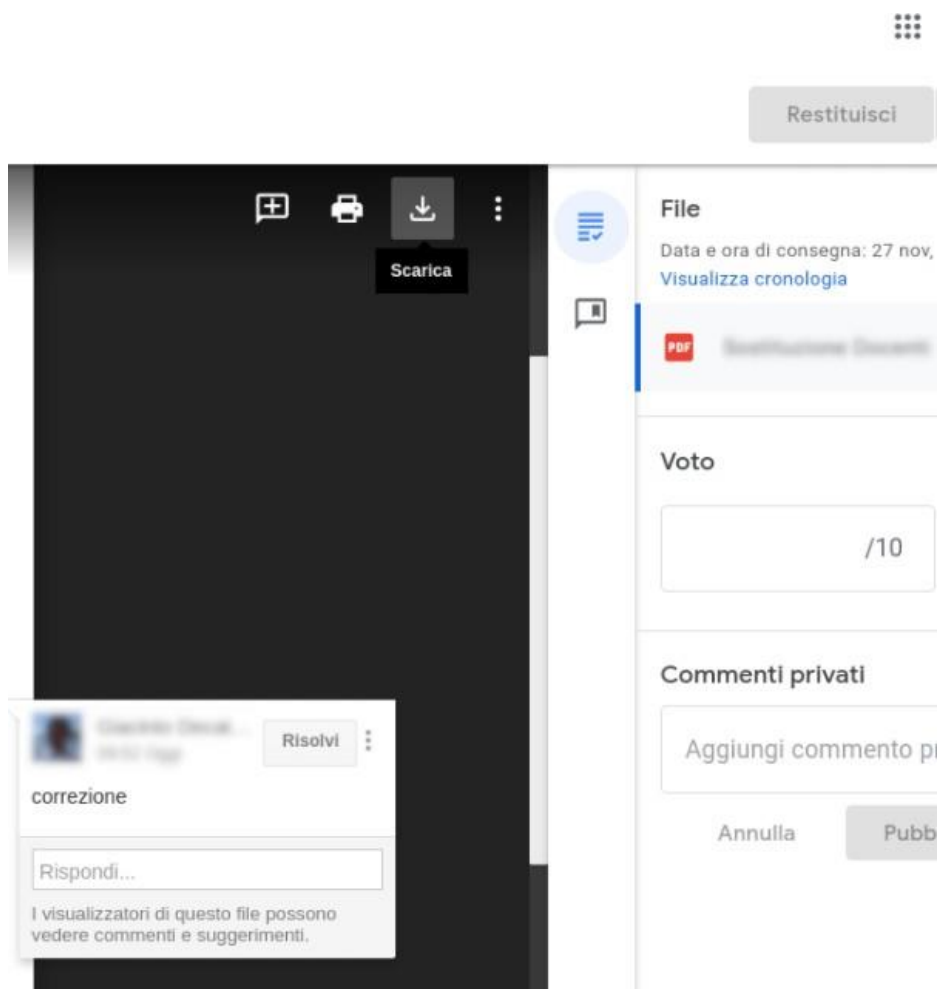 Restituisci
Scarica
File
Data e ora di consegna: 27 nov,
Visualizza cronologia
PDF
Voto
/10
Commenti privati
Aggiungi commento pr
Annulla
Pubb
Risolvi
correzione
Rispondi...
I visualizzatori di questo file possono
vedere commenti e suggerimenti.